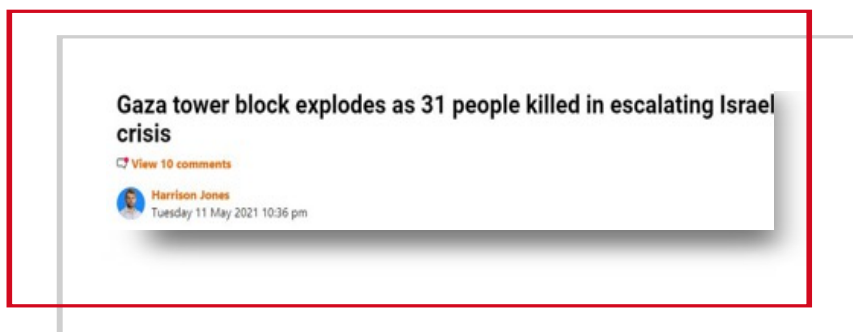 Gaza tower block explodes as 31 people killed in escalating Israel
crisis
View 10 comments
Harrison Jones
Tuesday 11 May 2021 10:36 pm